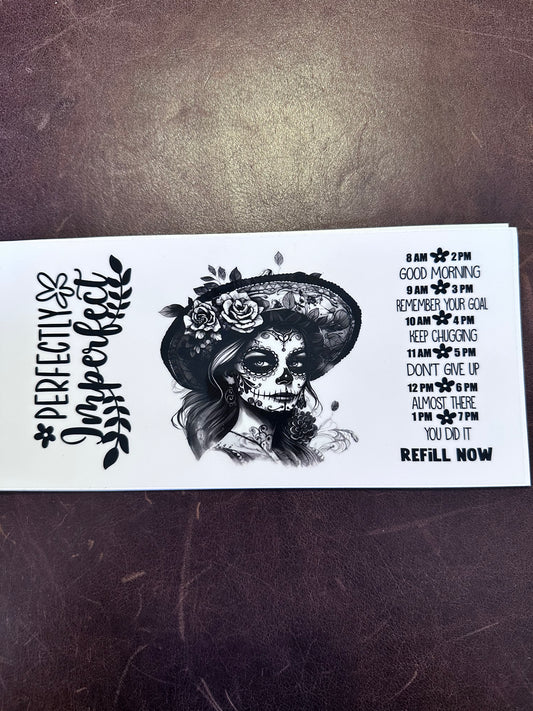 PERFECTLY
Imperfect
8 AM 2 PM
GOOD MORNING
9 AM 3 PM
REMEMBER YOUR GOAL
10 AM 4 PM
KEEP CHUGGING
11 AM 5 PM
DON'T GIVE UP
12 PM 6 PM
ALMOST THERE
1 PM 7 PM
YOU DID IT
REFiLL NOW